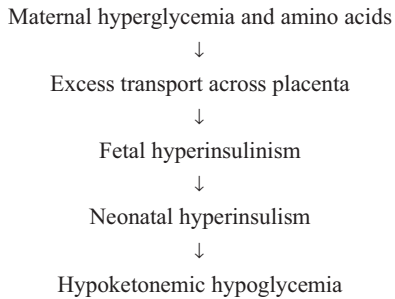 Maternal hyperglycemia and amino acids
↓
Excess transport across placenta
↓
Fetal hyperinsulinism
↓
Neonatal hyperinsulism
↓
Hypoketonemic hypoglycemia